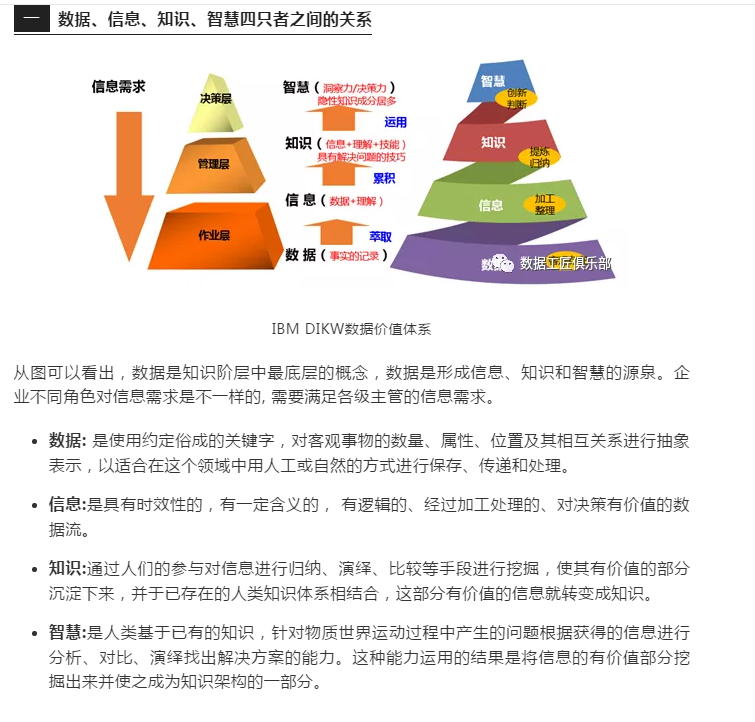 一 数据、信息、知识、智慧四只者之间的关系
信息需求
决策层
管理层
作业层
智慧（洞察力/决策力）
隐性知识成分居多
运用
知识（信息+理解+技能）
具有解决问题的技巧
累积
信 息（数据+理解）
萃取
数 据（事实的记录）
智慧
创新
判断
知识
提炼
归纳
信息
加工
整理
数据
数据工匠俱乐部
IBM DIKW数据价值体系
从图可以看出，数据是知识阶层中最底层的概念，数据是形成信息、知识和智慧的源泉。企
业不同角色对信息需求是不一样的, 需要满足各级主管的信息需求。
• 数据: 是使用约定俗成的关键字，对客观事物的数量、属性、位置及其相互关系进行抽象
表示，以适合在这个领域中用人工或自然的方式进行保存、传递和处理。
• 信息:是具有时效性的，有一定含义的， 有逻辑的、经过加工处理的、对决策有价值的数
据流。
• 知识:通过人们的参与对信息进行归纳、演绎、比较等手段进行挖掘，使其有价值的部分
沉淀下来，并于已存在的人类知识体系相结合，这部分有价值的信息就转变成知识。
• 智慧:是人类基于已有的知识，针对物质世界运动过程中产生的问题根据获得的信息进行
分析、对比、演绎找出解决方案的能力。这种能力运用的结果是将信息的有价值部分挖
掘出来并使之成为知识架构的一部分。